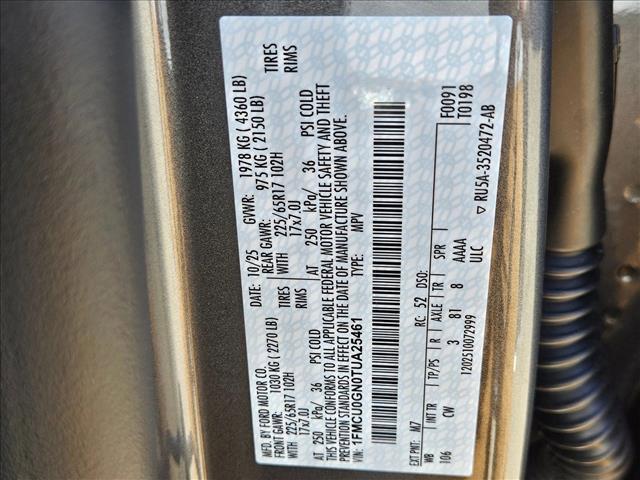 MFD. BY FORD MOTOR CO.
DATE: 10/25 GVWR: 1978 KG ( 4360 LB)
FRONT GAWR: 1030 KG ( 2270 LB) REAR GAWR: 975 KG ( 2150 LB)
225/65R17 102H TIRES WITH 225/65R17 102H TIRES
17x7.0J RIMS 17x7.0J RIMS
AT 250 kPa/ 36 PSI COLD AT 250 kPa/ 36 PSI COLD
THIS VEHICLE CONFORMS TO ALL APPLICABLE FEDERAL MOTOR VEHICLE SAFETY AND THEFT
PREVENTION STANDARDS IN EFFECT ON THE DATE OF MANUFACTURE SHOWN ABOVE.
VIN: 1FMCU0GN0TUA25461 TYPE: MPV
F0091
T0198
EXT PNT: M7 RC: 52 DSO:
WB INT TR TP/PS R AXLE TR SPR
106 CW 3 81 8 AAAA
ULC
1202510072999
RU5A-3520472-AB